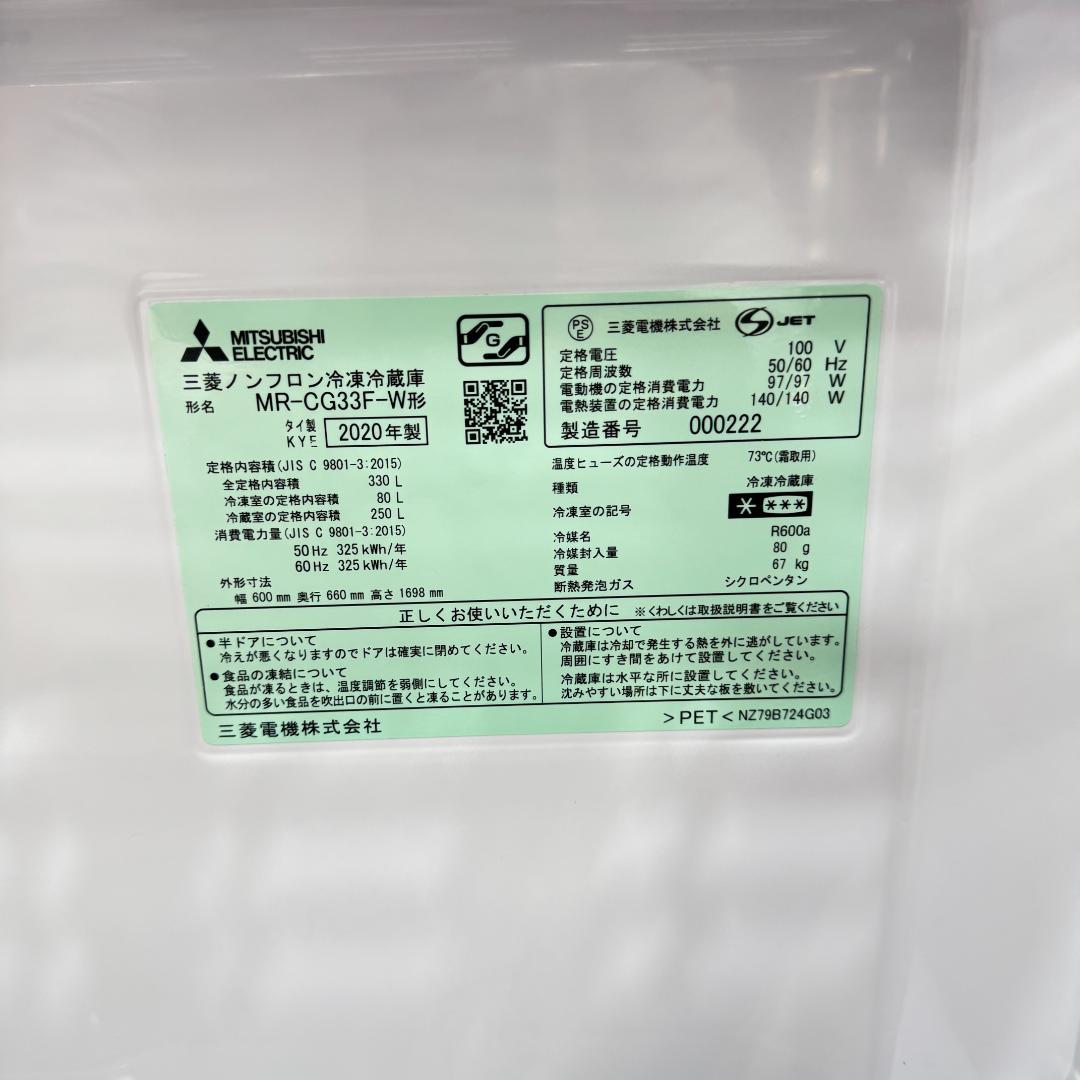 MITSUBISHI
ELECTRIC
G
三菱ノンフロン冷凍冷蔵庫
形名 MR-CG33F-W形
タイ製
KYE 2020年製
定格内容積(JIS C 9801-3:2015)
全定格内容積 330 L
冷凍室の定格内容積 80 L
冷蔵室の定格内容積 250 L
消費電力量(JIS C 9801-3:2015)
50Hz 325kWh/年
60Hz 325kWh/年
外形寸法
幅 600mm 奥行 660mm 高さ 1698mm
PSE 三菱電機株式会社 JET
定格電圧 100 V
定格周波数 50/60 Hz
電動機の定格消費電力 97/97 W
電熱装置の定格消費電力 140/140 W
製造番号 000222
温度ヒューズの定格動作温度 73℃(霜取用)
種類 冷凍冷蔵庫
冷凍室の記号 * ***
冷媒名 R600a
冷媒封入量 80 g
質量 67 kg
断熱発泡ガス シクロペンタン
正しくお使いいただくために ※くわしくは取扱説明書をご覧ください
●半ドアについて
冷えが悪くなりますのでドアは確実に閉めてください。
●食品の凍結について
食品が凍るときは、温度調節を弱側にしてください。
水分の多い食品を吹出口の前に置くと凍ることがあります。
●設置について
冷蔵庫は冷却で発生する熱を外に逃がしています。
周囲にすき間をあけて設置してください。
冷蔵庫は水平な所に設置してください。
沈みやすい場所は下に丈夫な板を敷いてください。
三菱電機株式会社
>PET< NZ79B724G03